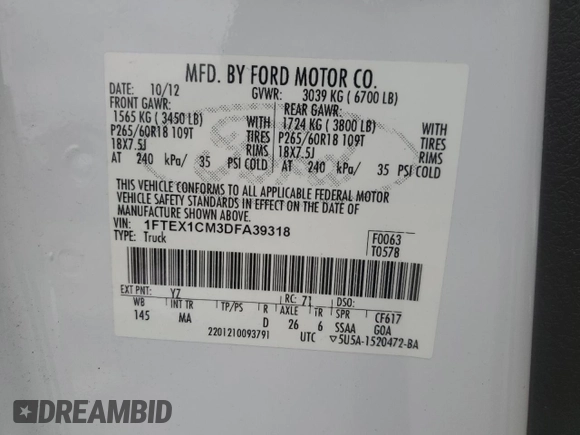 MFD. BY FORD MOTOR CO.
DATE: 10/12 GVWR: 3039 KG ( 6700 LB)
FRONT GAWR: REAR GAWR:
1565 KG ( 3450 LB) WITH 1724 KG ( 3800 LB) WITH
P265/60R18 109T TIRES P265/60R18 109T TIRES
18X7.5J RIMS 18X7.5J RIMS
AT 240 kPa/ 35 PSI COLD AT 240 kPa/ 35 PSI COLD
THIS VEHICLE CONFORMS TO ALL APPLICABLE FEDERAL MOTOR
VEHICLE SAFETY STANDARDS IN EFFECT ON THE DATE OF
MANUFACTURE SHOWN ABOVE.
VIN: 1FTEX1CM3DFA39318 F0063
TYPE: Truck T0578
EXT PNT: YZ RC: 71 DSO:
WB INT TR TP/PS R AXLE TR SPR CF617
145 MA D 26 6 SSAA GOA
2201210093791 UTC ▽5U5A-1520472-BA
DREAMBID